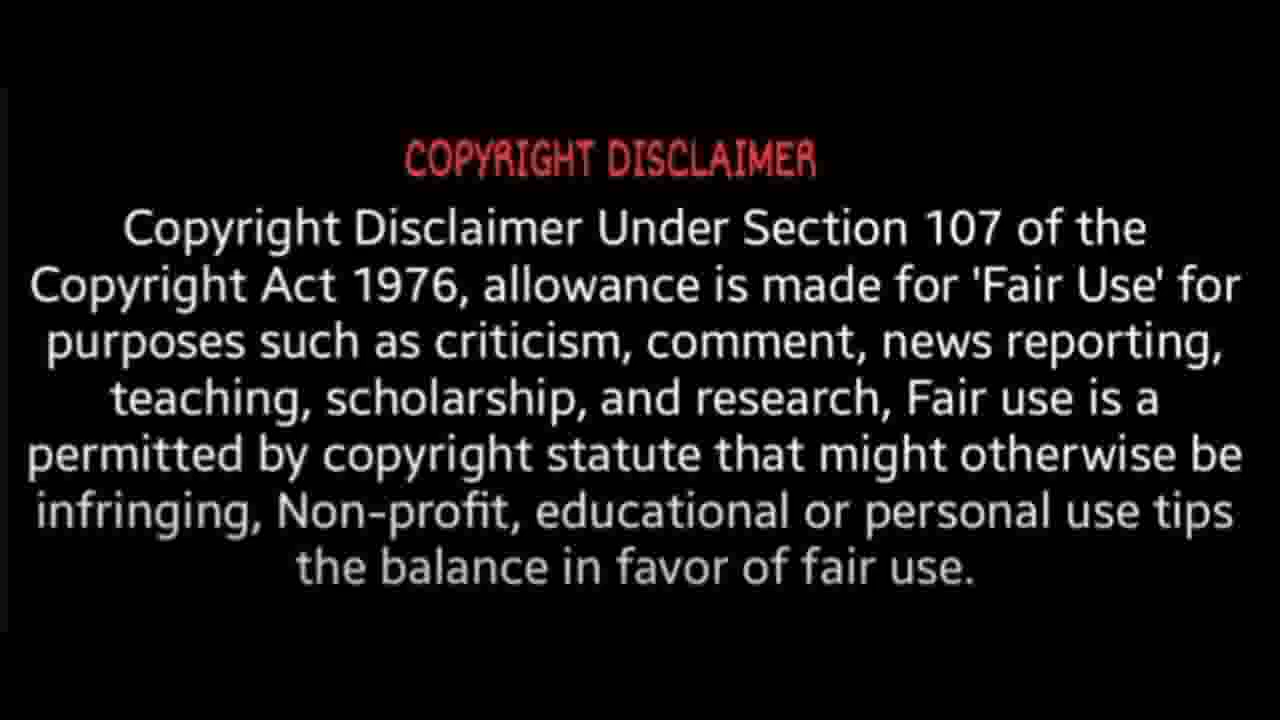 COPYRIGHT DISCLAIMER
Copyright Disclaimer Under Section 107 of the
Copyright Act 1976, allowance is made for 'Fair Use' for
purposes such as criticism, comment, news reporting,
teaching, scholarship, and research, Fair use is a
permitted by copyright statute that might otherwise be
infringing, Non-profit, educational or personal use tips
the balance in favor of fair use.